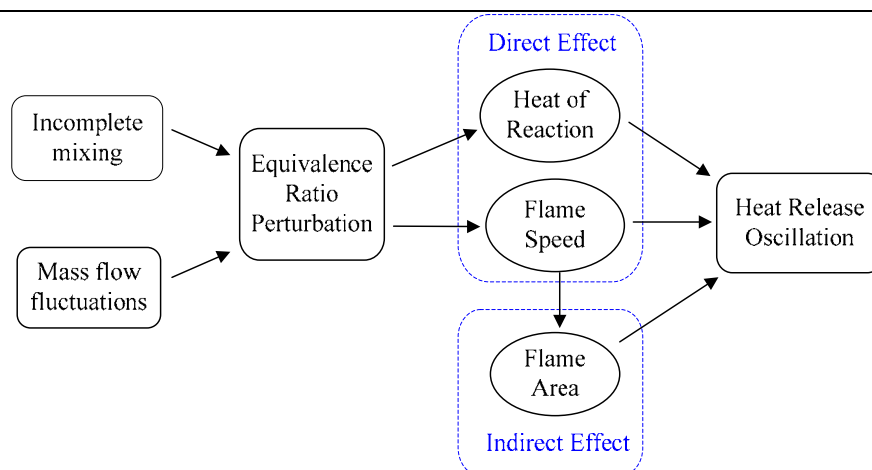 Direct Effect
Incomplete
mixing
Heat of
Reaction
Equivalence
Ratio
Perturbation
Flame
Speed
Heat Release
Oscillation
Mass flow
fluctuations
Flame
Area
Indirect Effect